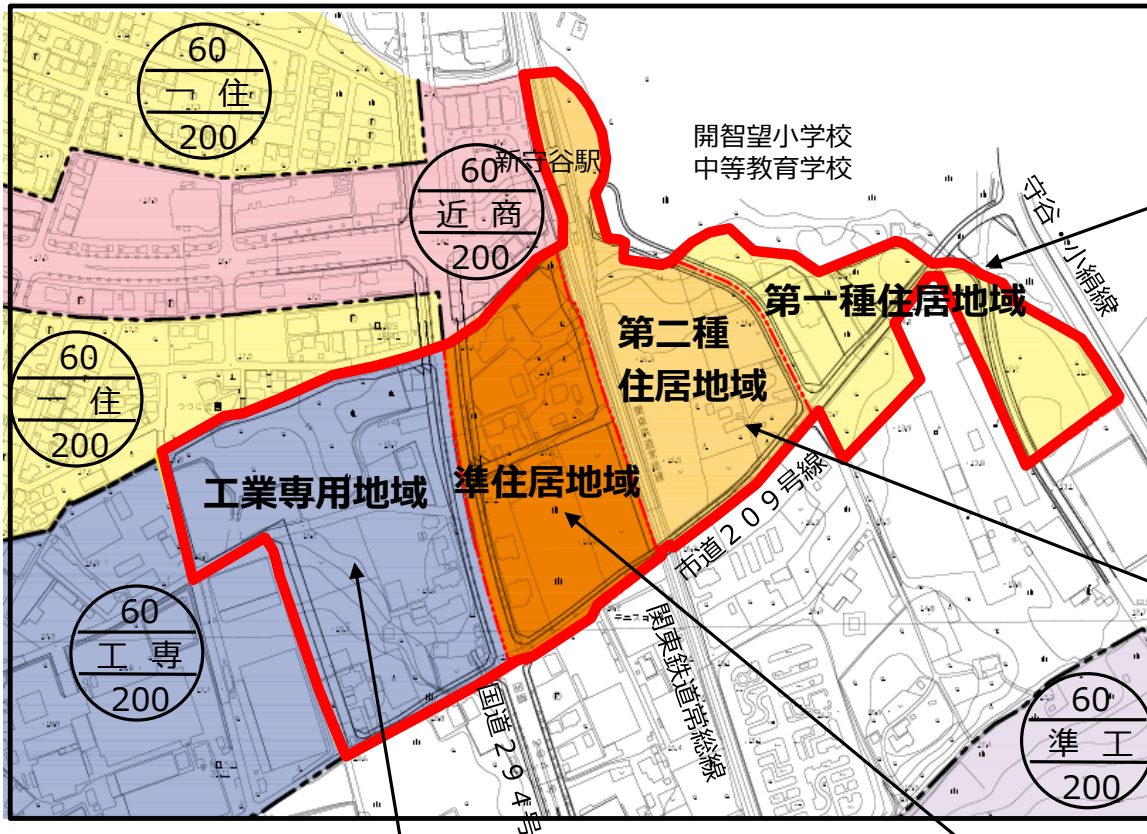 60
一 住
200
開智望小学校
中等教育学校
新守谷駅
60
近 商
200
守谷・小絹線
第一種住居地域
第二種
住居地域
60
一 住
200
工業専用地域
準住居地域
市道２０９号線
関東鉄道常総線
国道２９４号
60
工 専
200
60
準 工
200